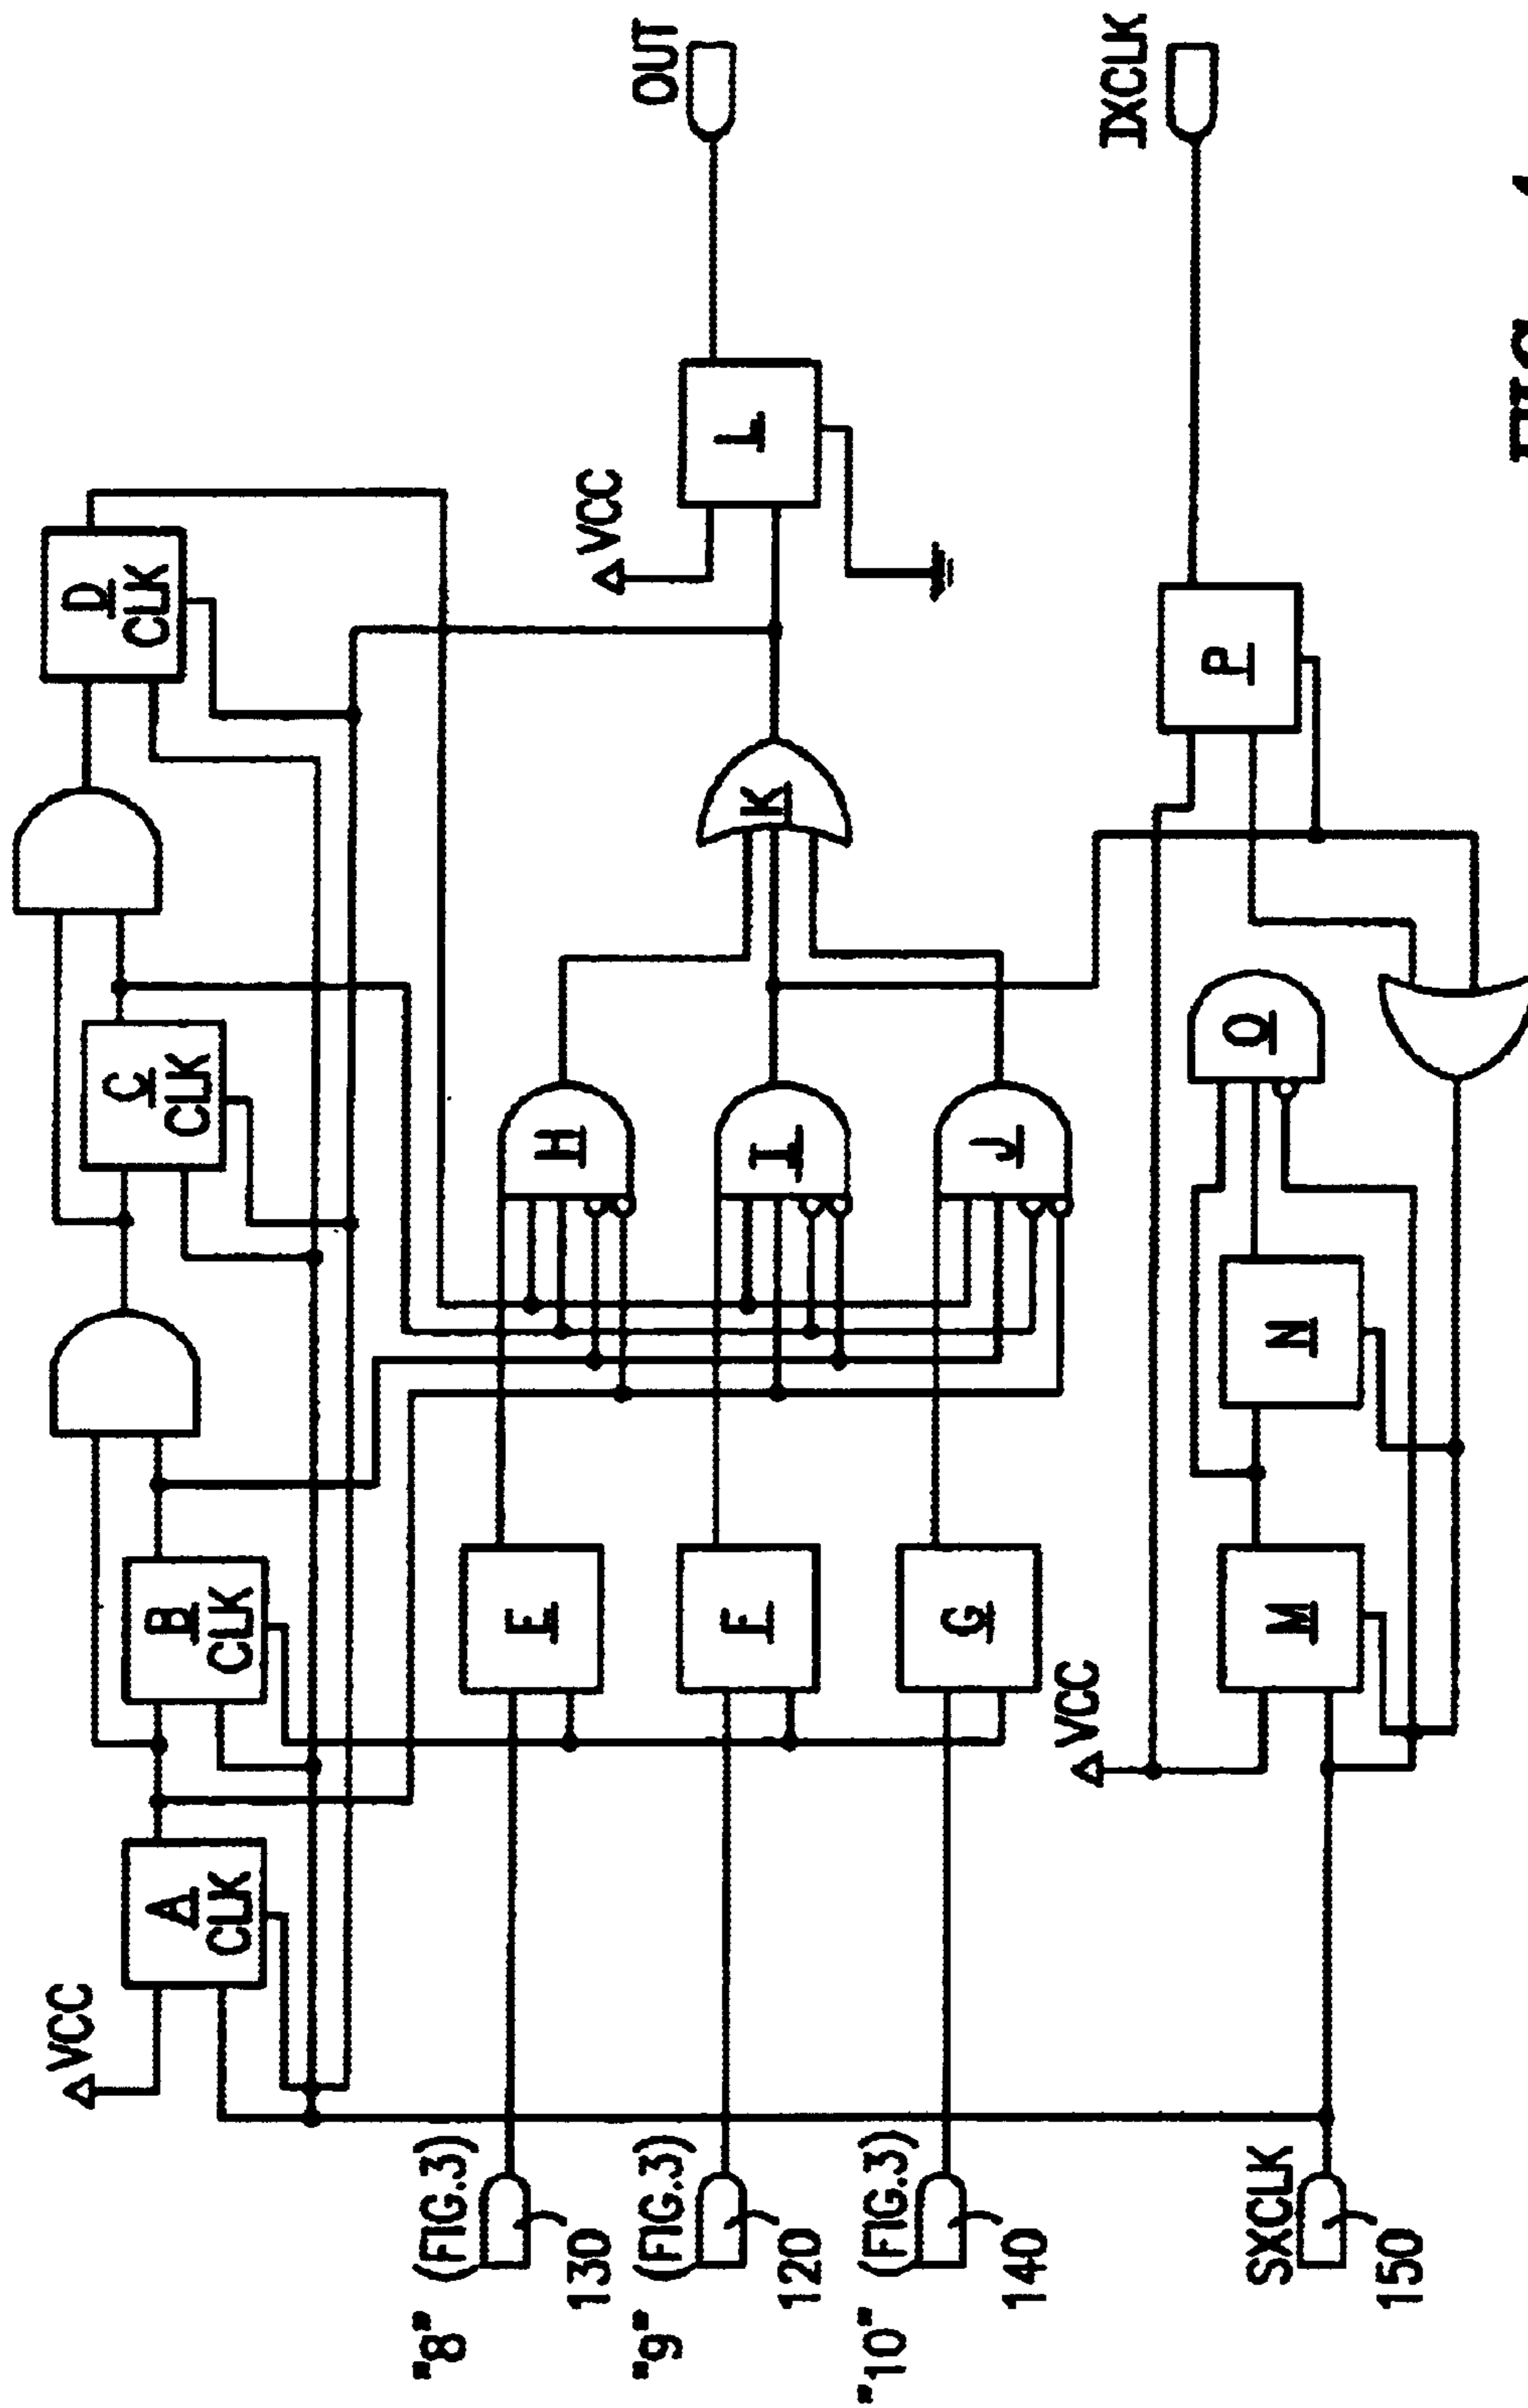 VCC
A
CLK
B
CLK
C
CLK
D
CLK
"8" (FIG.3)
130
E
H
"9" (FIG.3)
120
F
I
K
VCC
L
OUT
"10" (FIG.3)
140
G
J
VCC
SXCLK
150
M
N
O
P
IXCLK